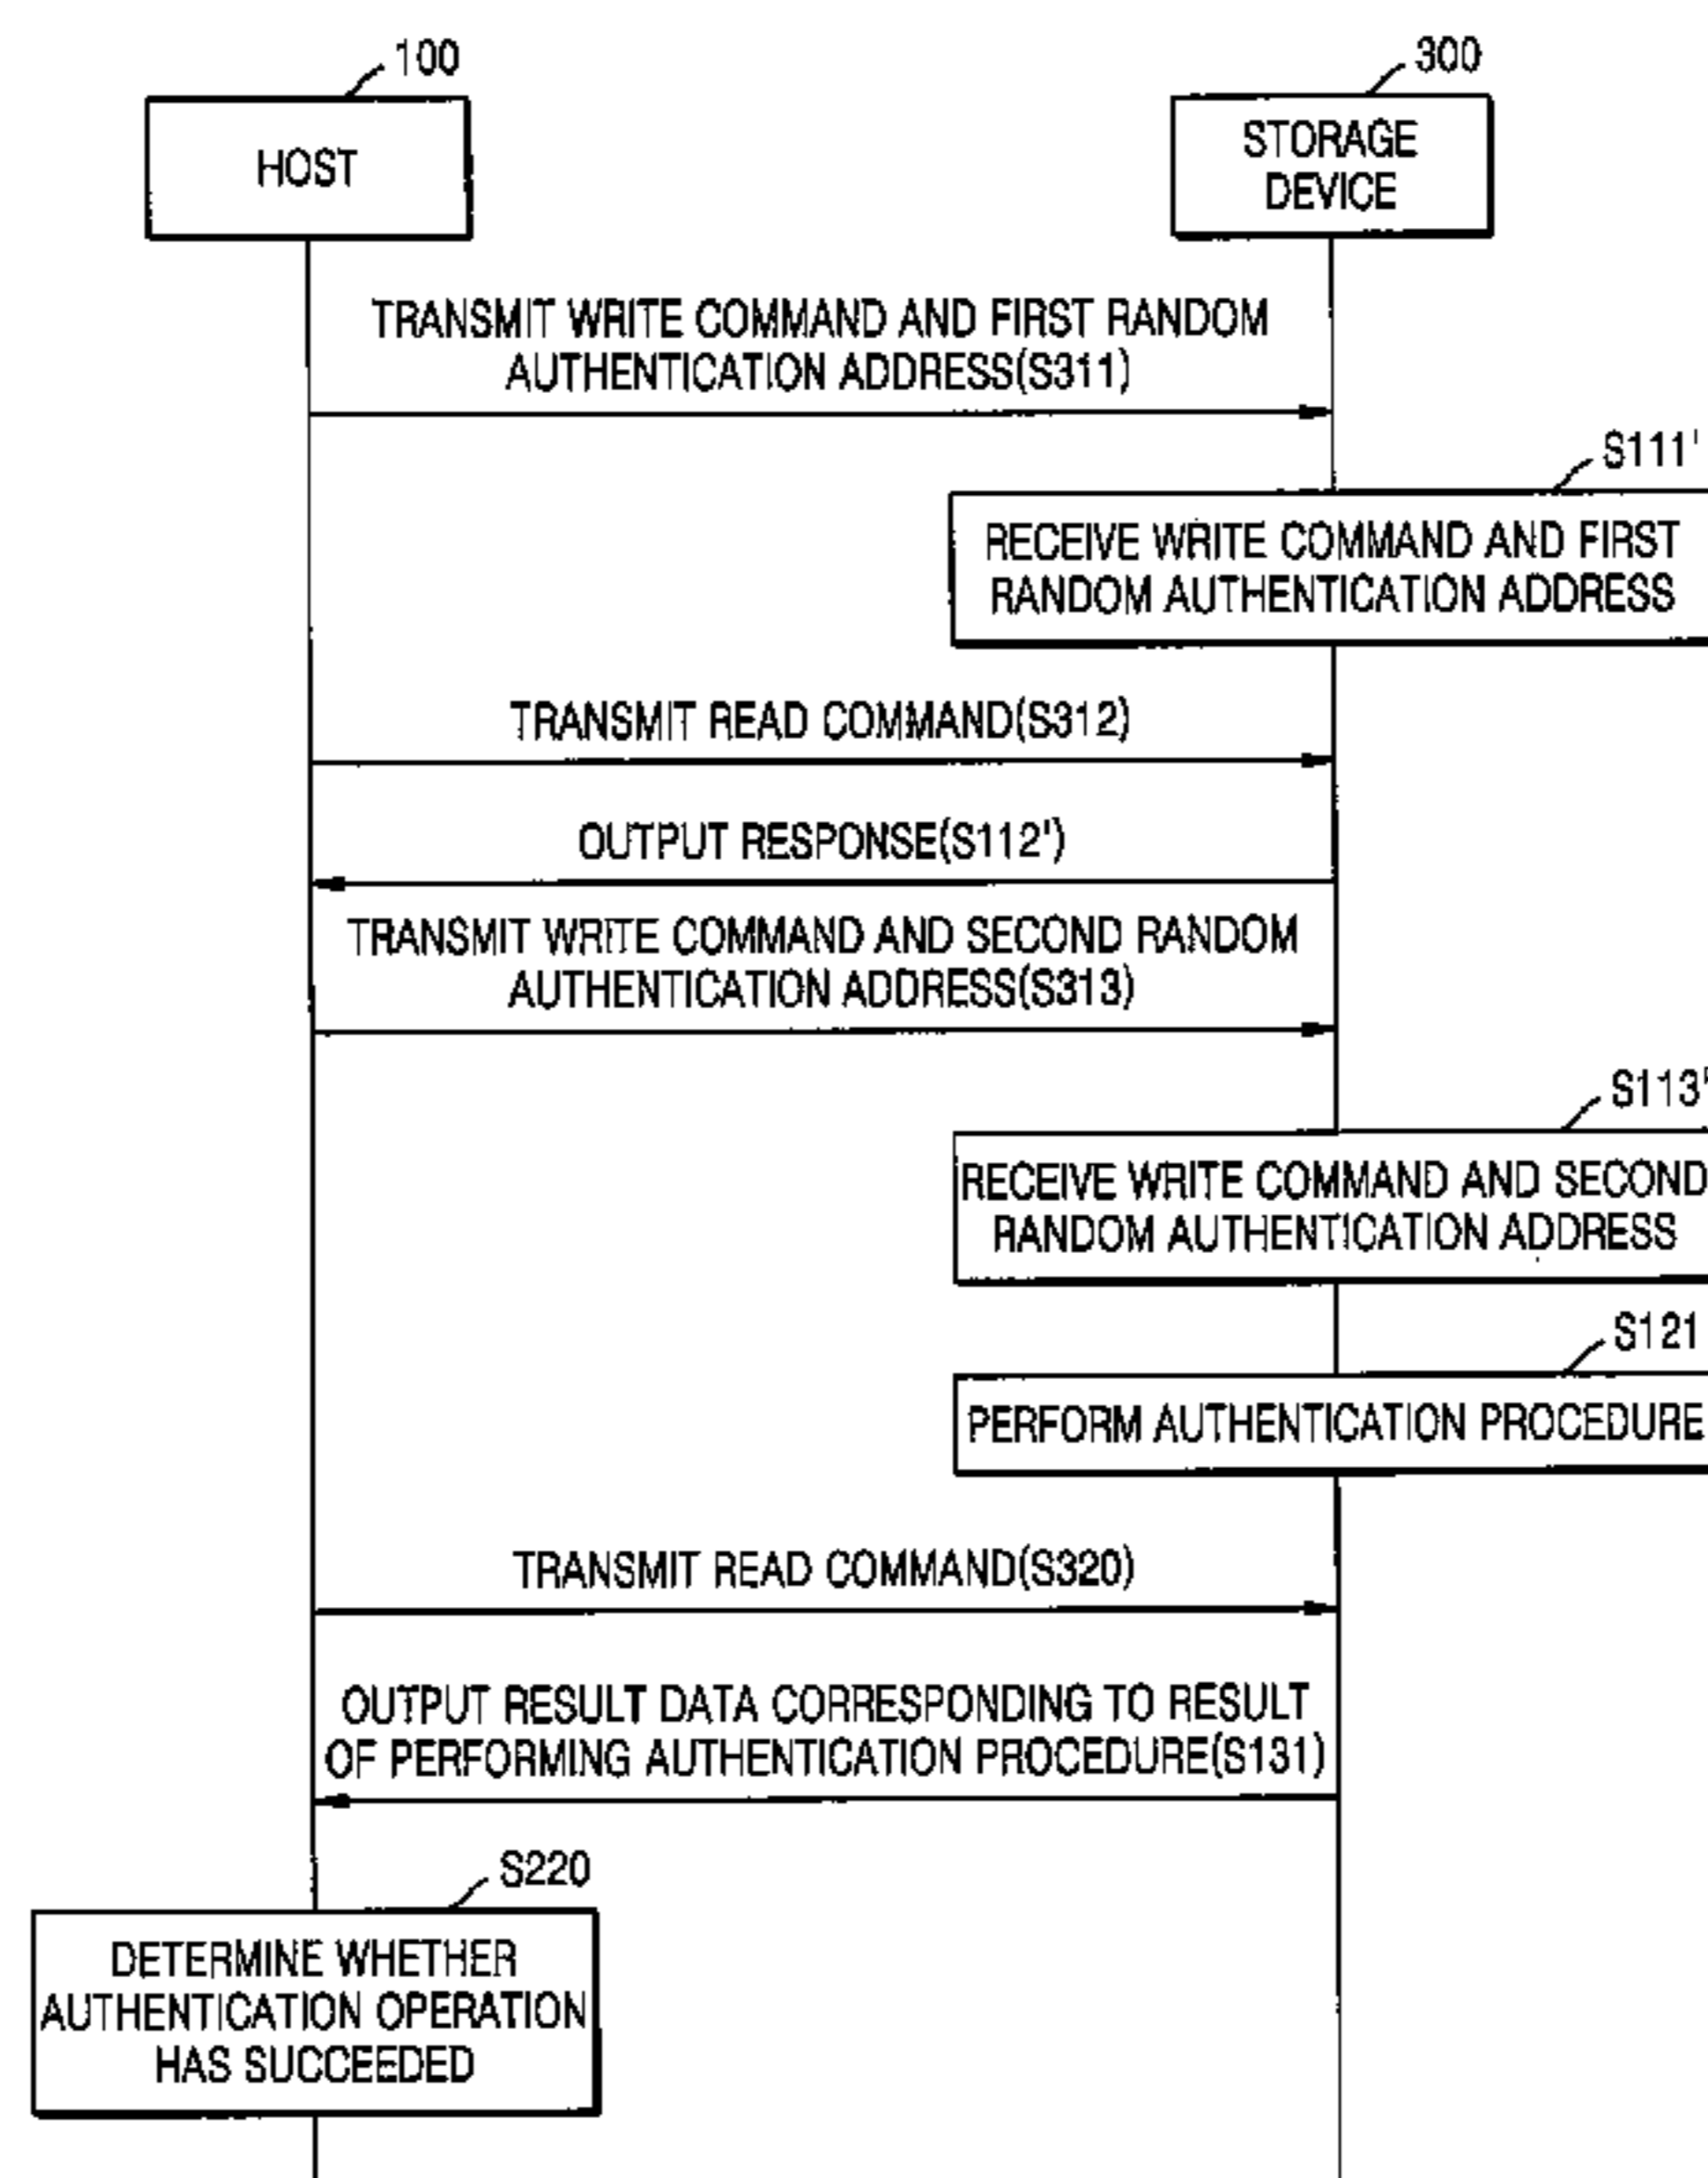 100
300
HOST
STORAGE
DEVICE
TRANSMIT WRITE COMMAND AND FIRST RANDOM
AUTHENTICATION ADDRESS(S311)
S111'
RECEIVE WRITE COMMAND AND FIRST
RANDOM AUTHENTICATION ADDRESS
TRANSMIT READ COMMAND(S312)
OUTPUT RESPONSE(S112')
TRANSMIT WRITE COMMAND AND SECOND RANDOM
AUTHENTICATION ADDRESS(S313)
S113'
RECEIVE WRITE COMMAND AND SECOND
RANDOM AUTHENTICATION ADDRESS
S121
PERFORM AUTHENTICATION PROCEDURE
TRANSMIT READ COMMAND(S320)
OUTPUT RESULT DATA CORRESPONDING TO RESULT
OF PERFORMING AUTHENTICATION PROCEDURE(S131)
S220
DETERMINE WHETHER
AUTHENTICATION OPERATION
HAS SUCCEEDED